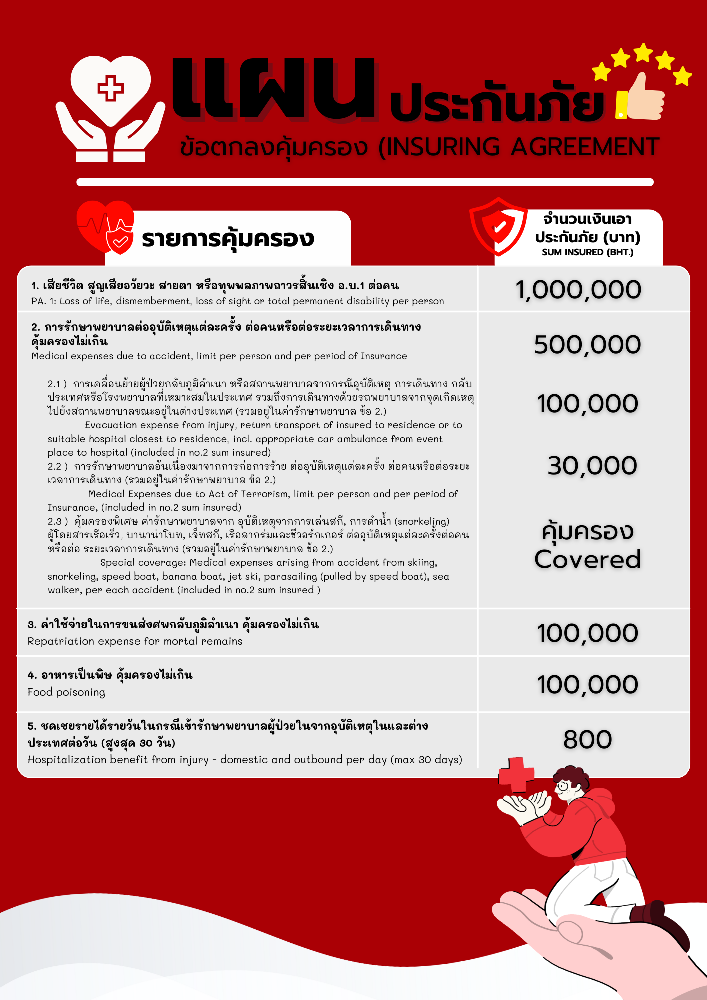 แผน ประกันภัย
ข้อตกลงคุ้มครอง (INSURING AGREEMENT
รายการคุ้มครอง
จำนวนเงินเอา
ประกันภัย (บาท)
SUM INSURED (BHT.)
1. เสียชีวิต สูญเสียอวัยวะ สายตา หรือทุพพลภาพถาวรสิ้นเชิง อ.บ.1 ต่อคน
PA. 1: Loss of life, dismemberment, loss of sight or total permanent disability per person
1,000,000
2. การรักษาพยาบาลต่ออุบัติเหตุแต่ละครั้ง ต่อคนหรือต่อระยะเวลาการเดินทาง
คุ้มครองไม่เกิน
Medical expenses due to accident, limit per person and per period of Insurance
500,000
2.1 ) การเคลื่อนย้ายผู้ป่วยกลับภูมิลำเนา หรือสถานพยาบาลจากกรณีอุบัติเหตุ การเดินทาง กลับ
ประเทศหรือโรงพยาบาลที่เหมาะสมในประเทศ รวมถึงการเดินทางด้วยรถพยาบาลจากจุดเกิดเหตุ
ไปยังสถานพยาบาลขณะอยู่ในต่างประเทศ (รวมอยู่ในค่ารักษาพยาบาล ข้อ 2.)
Evacuation expense from injury, return transport of insured to residence or to
suitable hospital closest to residence, incl. appropriate car ambulance from event
place to hospital (included in no.2 sum insured)
100,000
2.2 ) การรักษาพยาบาลอันเนื่องมาจากการก่อการร้าย ต่ออุบัติเหตุแต่ละครั้ง ต่อคนหรือต่อระยะ
เวลาการเดินทาง (รวมอยู่ในค่ารักษาพยาบาล ข้อ 2.)
Medical Expenses due to Act of Terrorism, limit per person and per period of
Insurance, (included in no.2 sum insured)
30,000
2.3 ) คุ้มครองพิเศษ ค่ารักษาพยาบาลจาก อุบัติเหตุจากการเล่นสกี, การดำน้ำ (snorkeling)
ผู้โดยสารเรือเร็ว, บานาน่าโบท, เจ็ทสกี, เรือลากร่มและซีวอร์กเกอร์ ต่ออุบัติเหตุแต่ละครั้งต่อคน
หรือต่อ ระยะเวลาการเดินทาง (รวมอยู่ในค่ารักษาพยาบาล ข้อ 2.)
Special coverage: Medical expenses arising from accident from skiing,
snorkeling, speed boat, banana boat, jet ski, parasailing (pulled by speed boat), sea
walker, per each accident (included in no.2 sum insured )
คุ้มครอง
Covered
3. ค่าใช้จ่ายในการขนส่งศพกลับภูมิลำเนา คุ้มครองไม่เกิน
Repatriation expense for mortal remains
100,000
4. อาหารเป็นพิษ คุ้มครองไม่เกิน
Food poisoning
100,000
5. ชดเชยรายได้รายวันในกรณีเข้ารักษาพยาบาลผู้ป่วยในจากอุบัติเหตุในและต่าง
ประเทศต่อวัน (สูงสุด 30 วัน)
Hospitalization benefit from injury - domestic and outbound per day (max 30 days)
800